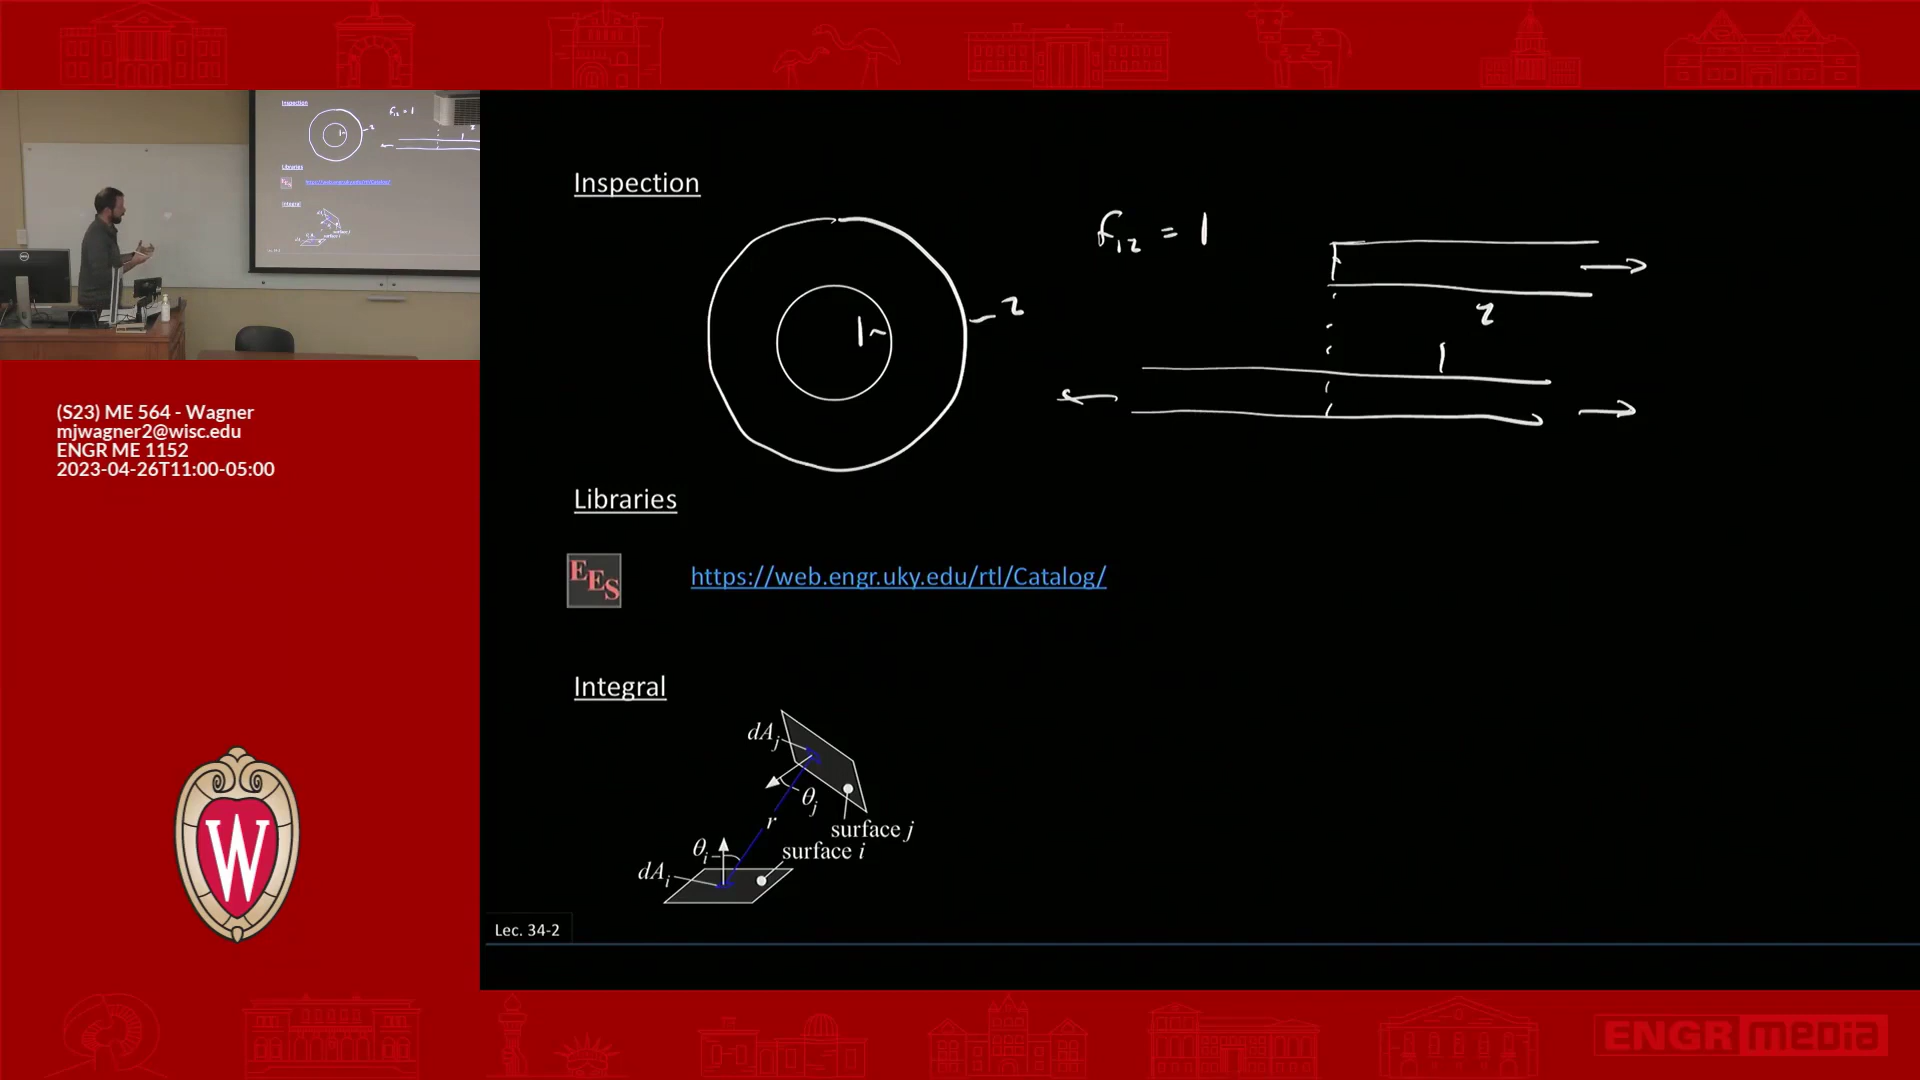 Inspection
F12 = 1
1
2
2
1
Libraries
EES
https://web.engr.uky.edu/rtl/Catalog/
Integral
dAj
θj
r
surface j
surface i
θi
dAi
Lec. 34-2
(S23) ME 564 - Wagner
mjwagner2@wisc.edu
ENGR ME 1152
2023-04-26T11:00-05:00
W
ENGR media